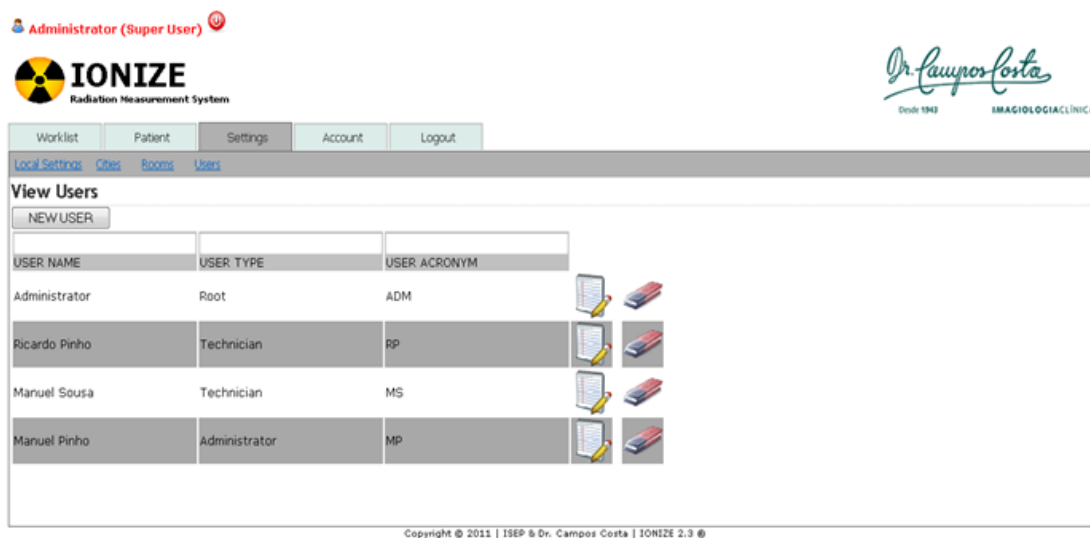 Administrator (Super User)
IONIZE
Radiation Measurement System
Dr. Campos Costa
Desde 1943 IMAGIOLOGIACLÍNICA
Worklist Patient Settings Account Logout
Local Settings Cities Rooms Users
View Users
NEW USER
USER NAME USER TYPE USER ACRONYM
Administrator Root ADM
Ricardo Pinho Technician RP
Manuel Sousa Technician MS
Manuel Pinho Administrator MP
Copyright @ 2011 | ISEP & Dr. Campos Costa | IONIZE 2.3 ®